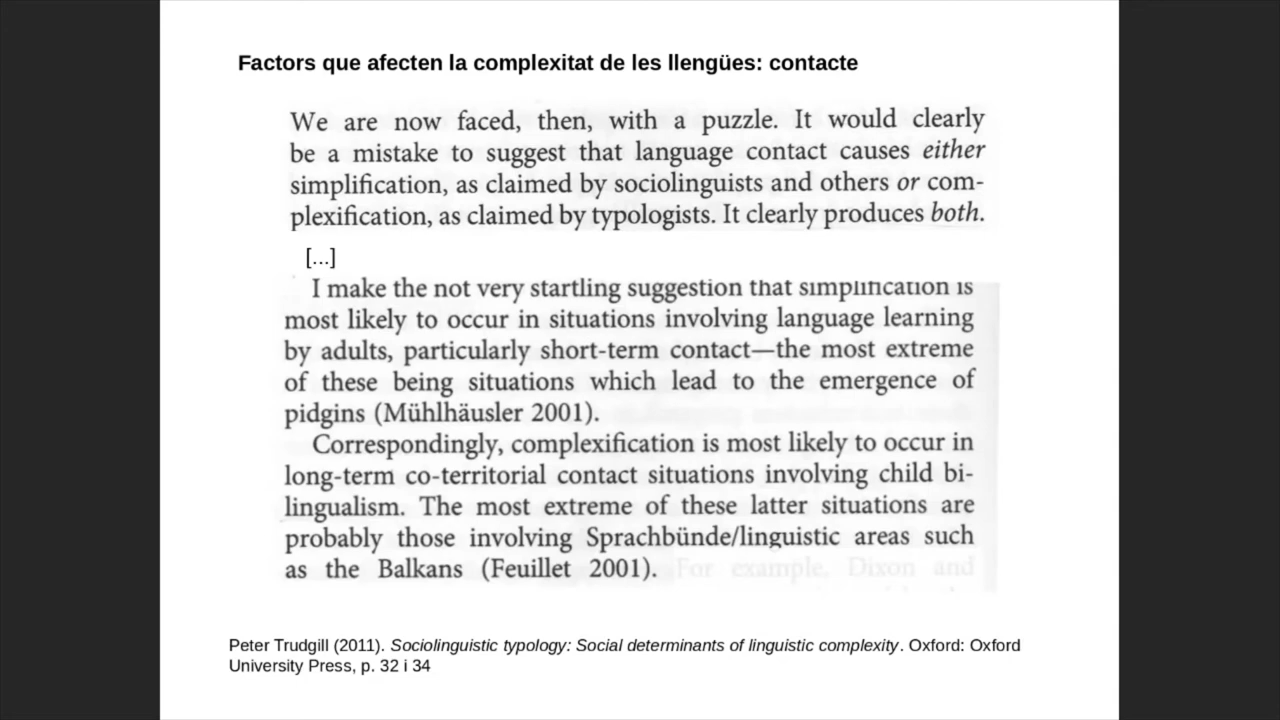 Factors que afecten la complexitat de les llengües: contacte
We are now faced, then, with a puzzle. It would clearly
be a mistake to suggest that language contact causes either
simplification, as claimed by sociolinguists and others or com-
plexification, as claimed by typologists. It clearly produces both.
[...]
I make the not very startling suggestion that simplification is
most likely to occur in situations involving language learning
by adults, particularly short-term contact—the most extreme
of these being situations which lead to the emergence of
pidgins (Mühlhäusler 2001).
Correspondingly, complexification is most likely to occur in
long-term co-territorial contact situations involving child bi-
lingualism. The most extreme of these latter situations are
probably those involving Sprachbünde/linguistic areas such
as the Balkans (Feuillet 2001). For example, Dixon and
Peter Trudgill (2011). Sociolinguistic typology: Social determinants of linguistic complexity. Oxford: Oxford
University Press, p. 32 i 34